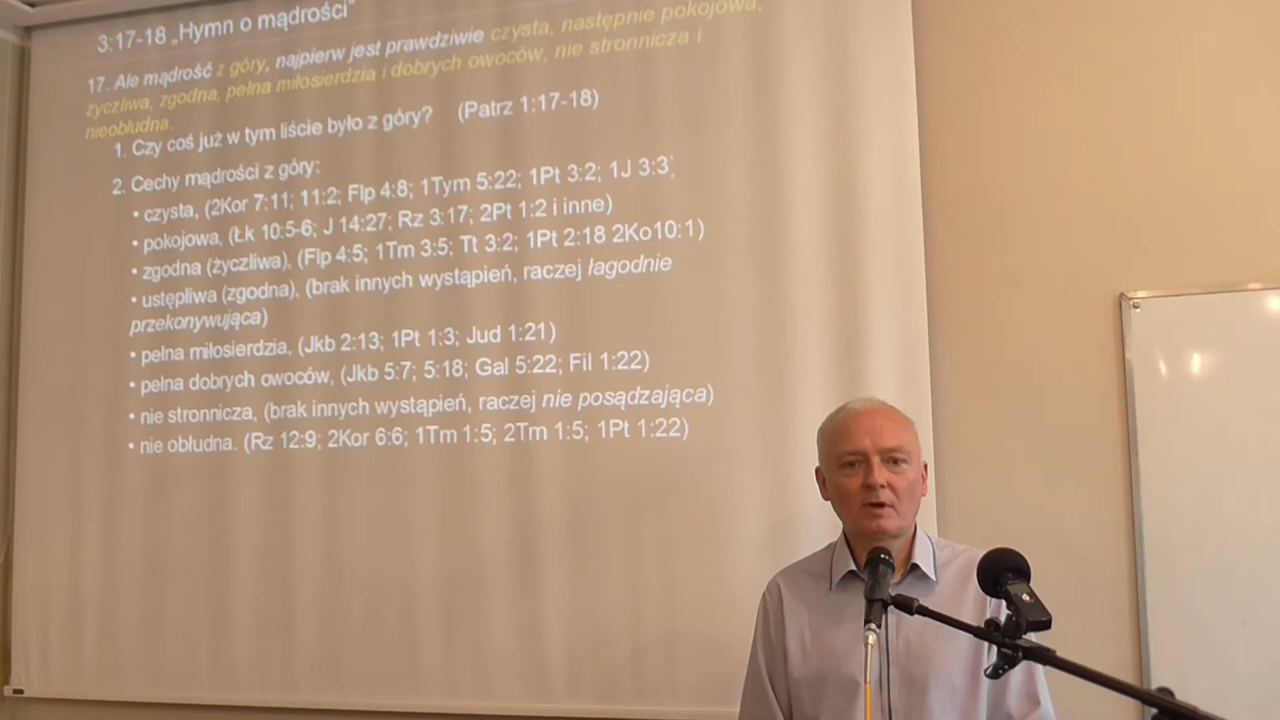 3:17-18 „Hymn o mądrości"
17. Ale mądrość z góry, najpierw jest prawdziwie czysta, następnie pokojowa,
życzliwa, zgodna, pełna miłosierdzia i dobrych owoców, nie stronnicza i
nieobłudna.
1. Czy coś już w tym liście było z góry? (Patrz 1:17-18)
2. Cechy mądrości z góry:
• czysta, (2Kor 7:11; 11:2; Flp 4:8; 1Tym 5:22; 1Pt 3:2; 1J 3:3;
• pokojowa, (Łk 10:5-6; J 14:27; Rz 3:17; 2Pt 1:2 i inne)
• zgodna (życzliwa), (Flp 4:5; 1Tm 3:5; Tt 3:2; 1Pt 2:18 2Ko10:1)
• ustępliwa (zgodna), (brak innych wystąpień, raczej łagodnie
przekonywująca)
• pełna miłosierdzia, (Jkb 2:13; 1Pt 1:3; Jud 1:21)
• pełna dobrych owoców, (Jkb 5:7; 5:18; Gal 5:22; Fil 1:22)
• nie stronnicza, (brak innych wystąpień, raczej nie posądzająca)
• nie obłudna. (Rz 12:9; 2Kor 6:6; 1Tm 1:5; 2Tm 1:5; 1Pt 1:22)